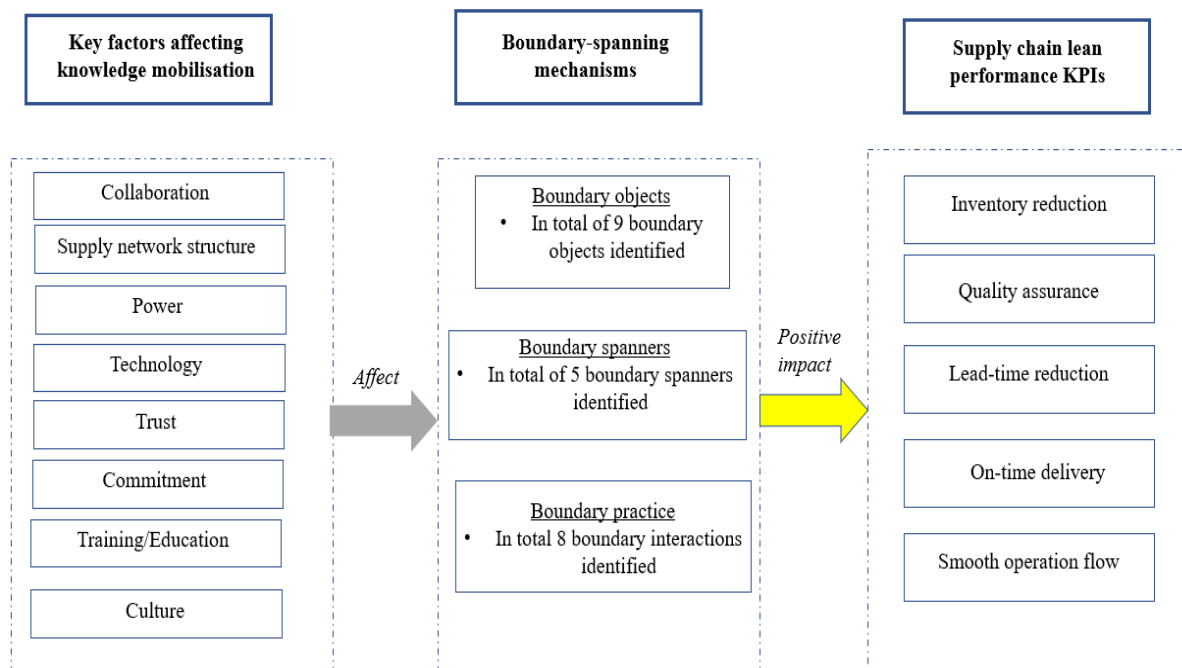 Key factors affecting
knowledge mobilisation
Boundary-spanning
mechanisms
Supply chain lean
performance KPIs
Collaboration
Supply network structure
Power
Technology
Trust
Commitment
Training/Education
Culture
Affect
Boundary objects
• In total of 9 boundary
objects identified
Boundary spanners
• In total of 5 boundary spanners
identified
Boundary practice
• In total 8 boundary interactions
identified
Positive
impact
Inventory reduction
Quality assurance
Lead-time reduction
On-time delivery
Smooth operation flow